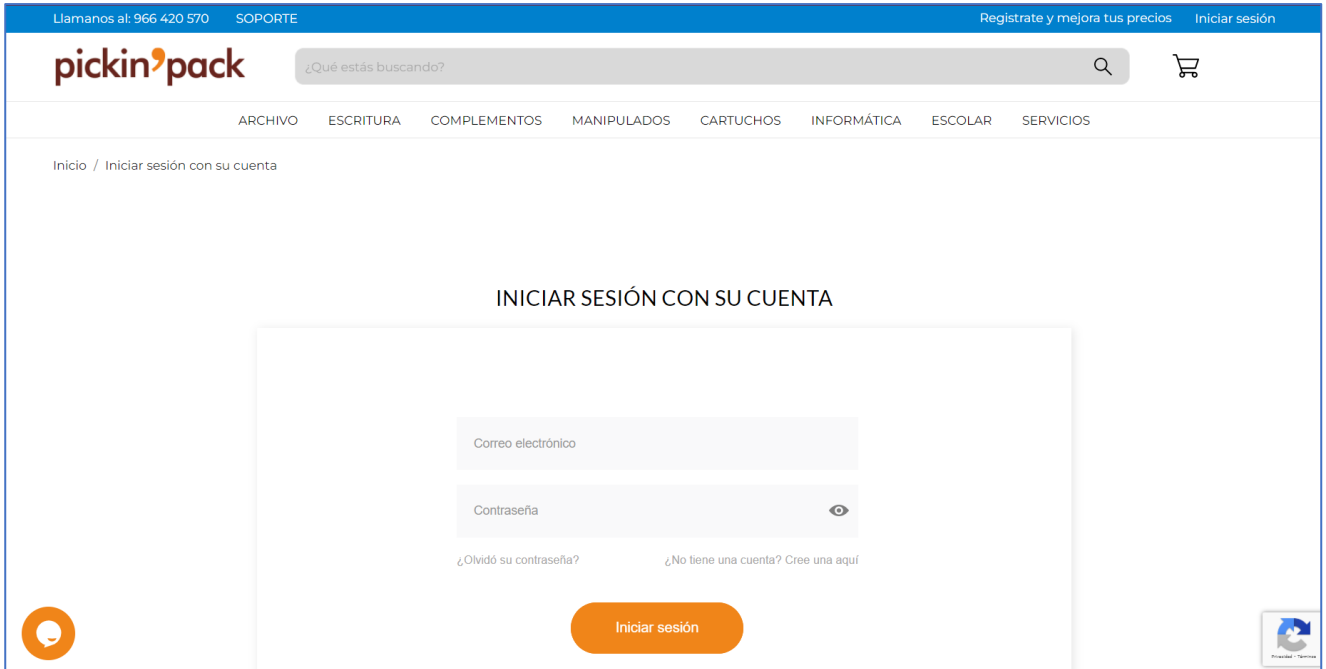 Llamanos al: 966 420 570 SOPORTE Registrate y mejora tus precios Iniciar sesión
pickin'pack ¿Qué estás buscando?
ARCHIVO ESCRITURA COMPLEMENTOS MANIPULADOS CARTUCHOS INFORMÁTICA ESCOLAR SERVICIOS
Inicio / Iniciar sesión con su cuenta
INICIAR SESIÓN CON SU CUENTA
Correo electrónico
Contraseña
¿Olvidó su contraseña? ¿No tiene una cuenta? Cree una aquí
Iniciar sesión
Privacidad - Términos